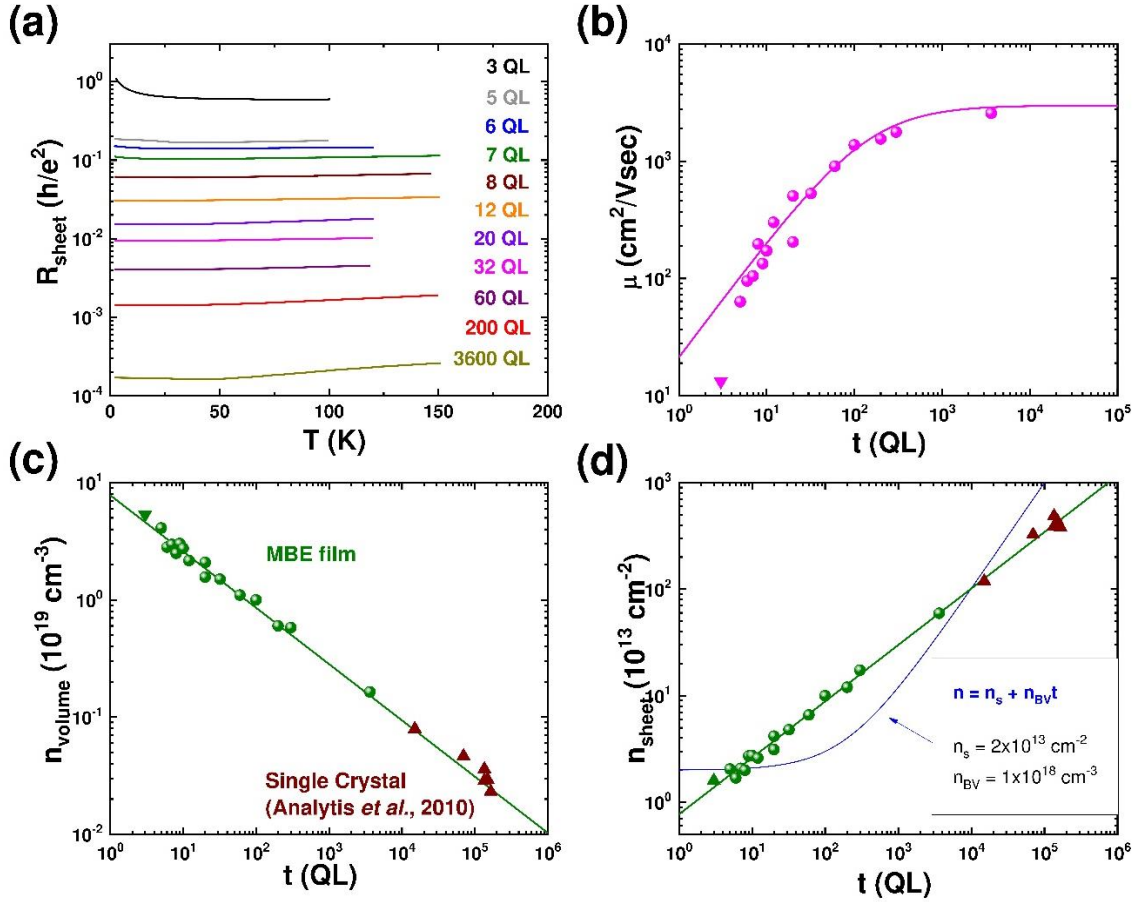 (a)
10^0
10^-1
10^-2
10^-3
10^-4
R_sheet (h/e^2)
0
50
100
150
200
T (K)
3 QL
5 QL
6 QL
7 QL
8 QL
12 QL
20 QL
32 QL
60 QL
200 QL
3600 QL
(b)
10^4
10^3
10^2
10^1
μ (cm^2/Vsec)
10^0
10^1
10^2
10^3
10^4
10^5
t (QL)
(c)
10^1
10^0
10^-1
10^-2
n_volume (10^19 cm^-3)
10^0
10^1
10^2
10^3
10^4
10^5
10^6
t (QL)
MBE film
Single Crystal
(Analytis et al., 2010)
(d)
10^3
10^2
10^1
10^0
n_sheet (10^13 cm^-2)
10^0
10^1
10^2
10^3
10^4
10^5
10^6
t (QL)
n = n_s + n_BV t
n_s = 2x10^13 cm^-2
n_BV = 1x10^18 cm^-3